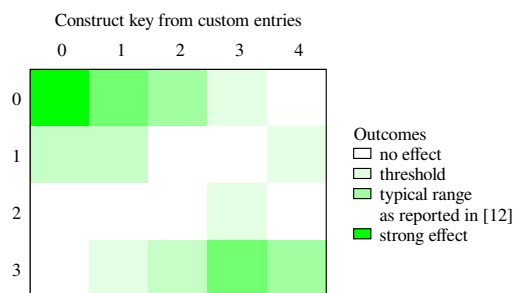 Construct key from custom entries
0 1 2 3 4
0
1
2
3
Outcomes
no effect
threshold
typical range
as reported in [12]
strong effect